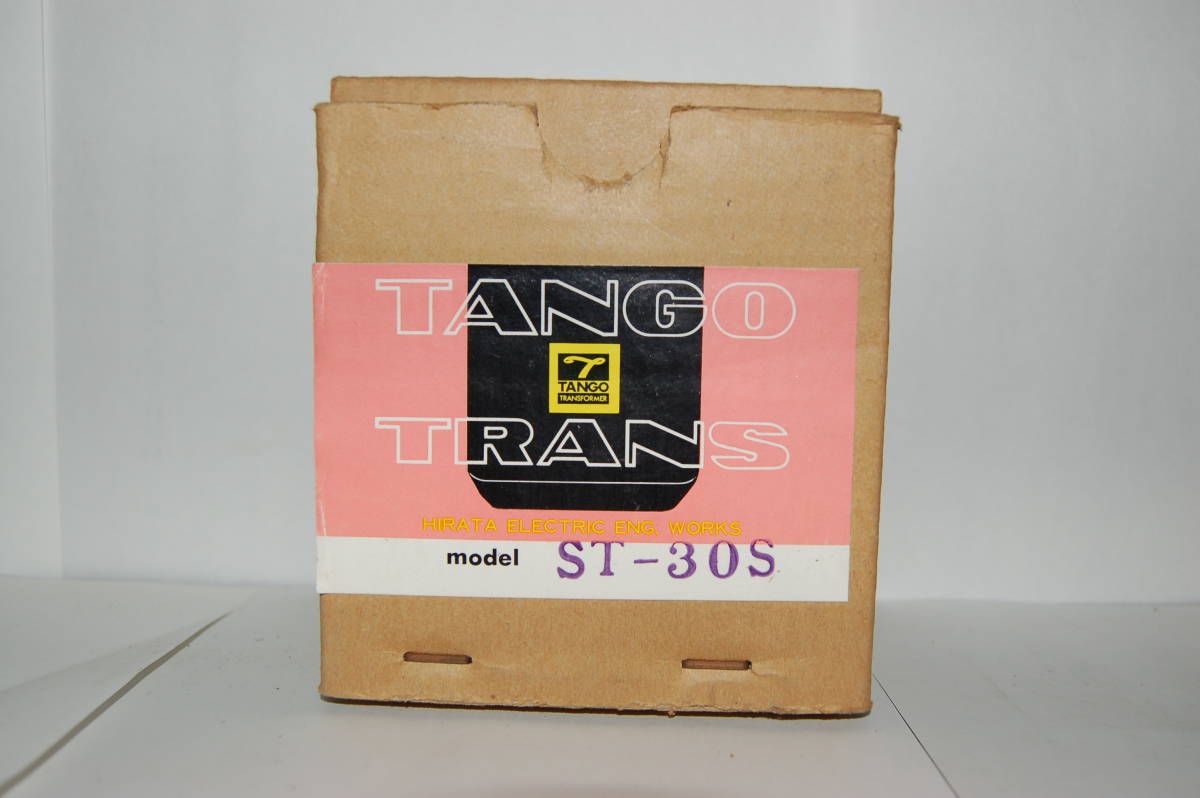 TANGO
T
TANGO
TRANSFORMER
TRANS
HIRATA ELECTRIC ENG. WORKS
model ST-30S